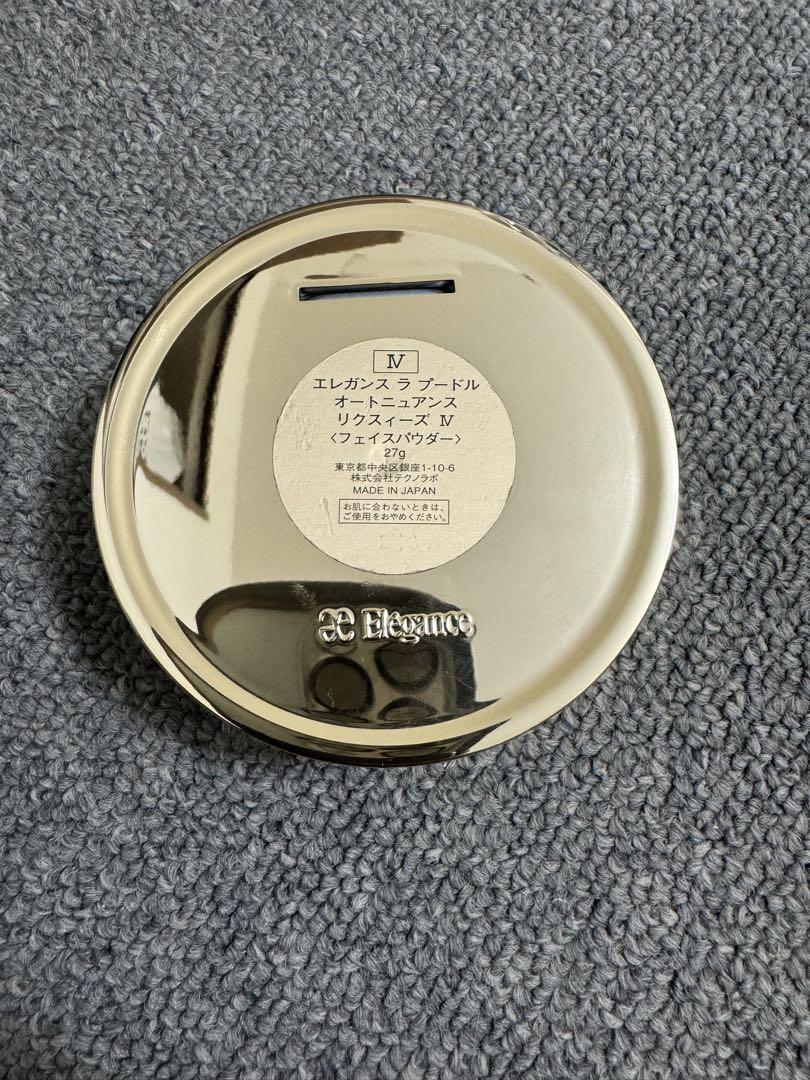 IV
エレガンス ラ プードル
オートニュアンス
リクスィーズ IV
〈フェイスパウダー〉
27g
東京都中央区銀座1-10-6
株式会社テクノラボ
MADE IN JAPAN
お肌に合わないときは、
ご使用をおやめください。
Æ Elégance